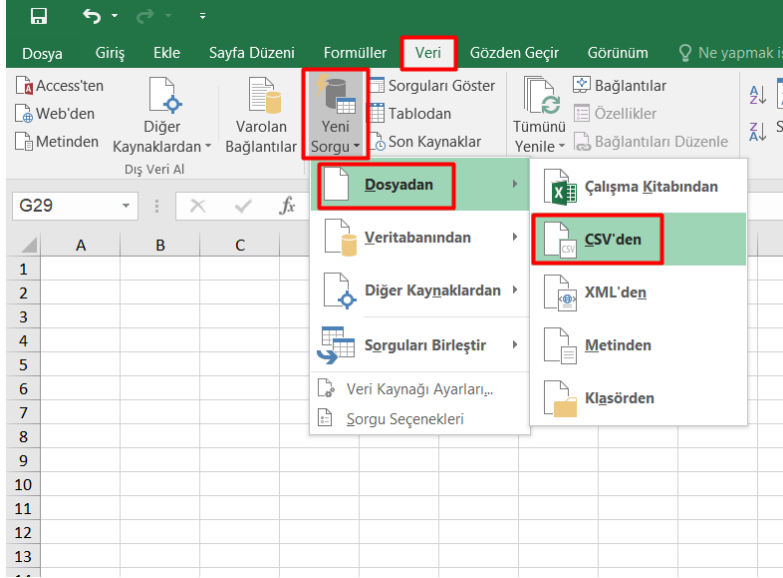 Dosya Giriş Ekle Sayfa Düzeni Formüller Veri Gözden Geçir Görünüm Ne yapmak
Access'ten
Web'den
Metinden
Diğer Kaynaklardan
Varolan Bağlantılar
Dış Veri Al
Yeni Sorgu
Sorguları Göster
Tablodan
Son Kaynaklar
Tümünü Yenile
Bağlantılar
Özellikler
Bağlantıları Düzenle
G29
fx
Dosyadan
Veritabanından
Diğer Kaynaklardan
Sorguları Birleştir
Veri Kaynağı Ayarları...
Sorgu Seçenekleri
Çalışma Kitabından
CSV'den
XML'den
Metinden
Klasörden
A B C
1
2
3
4
5
6
7
8
9
10
11
12
13